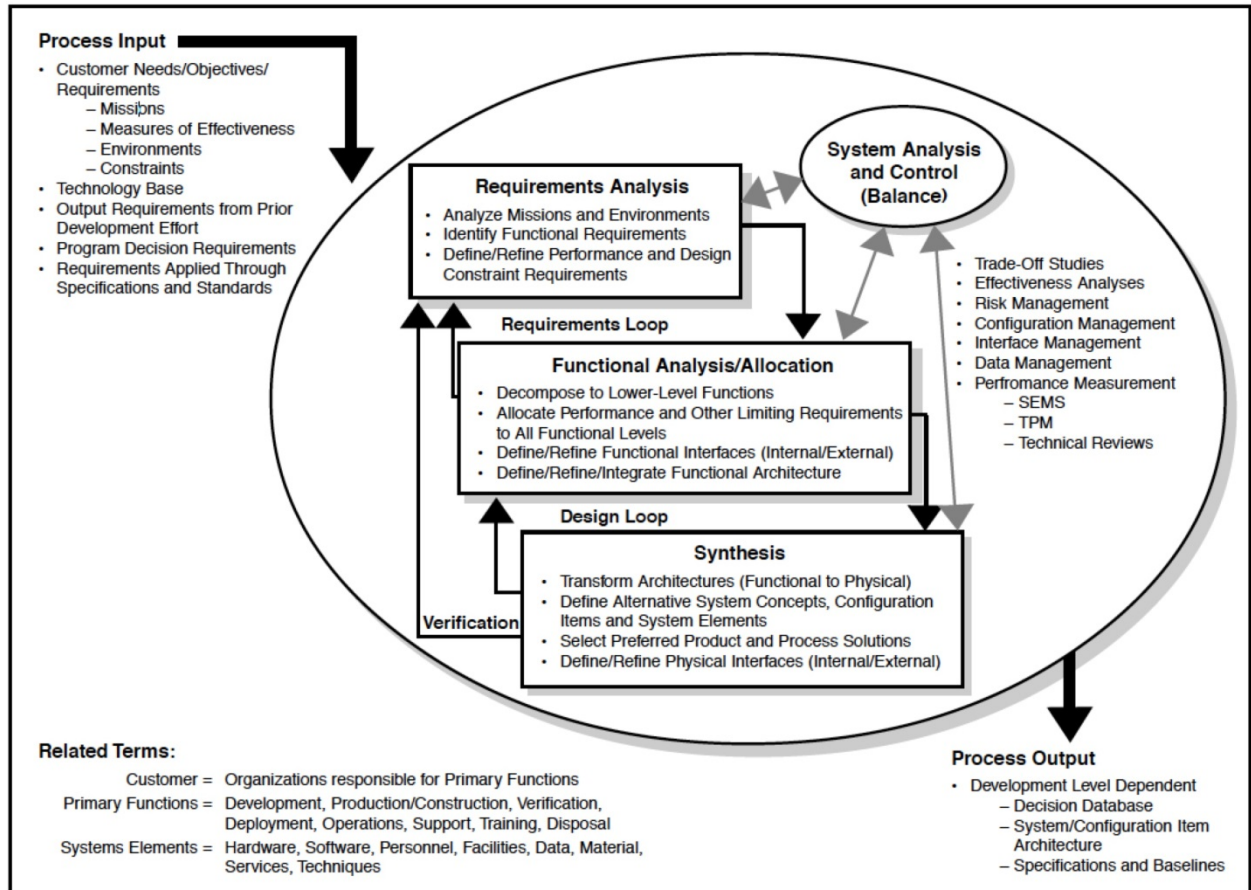 Process Input
• Customer Needs/Objectives/
Requirements
– Missions
– Measures of Effectiveness
– Environments
– Constraints
• Technology Base
• Output Requirements from Prior
Development Effort
• Program Decision Requirements
• Requirements Applied Through
Specifications and Standards
System Analysis
and Control
(Balance)
Requirements Analysis
• Analyze Missions and Environments
• Identify Functional Requirements
• Define/Refine Performance and Design
Constraint Requirements
• Trade-Off Studies
• Effectiveness Analyses
• Risk Management
• Configuration Management
• Interface Management
• Data Management
• Perfromance Measurement
– SEMS
– TPM
– Technical Reviews
Requirements Loop
Functional Analysis/Allocation
• Decompose to Lower-Level Functions
• Allocate Performance and Other Limiting Requirements
to All Functional Levels
• Define/Refine Functional Interfaces (Internal/External)
• Define/Refine/Integrate Functional Architecture
Design Loop
Synthesis
• Transform Architectures (Functional to Physical)
• Define Alternative System Concepts, Configuration
Items and System Elements
• Select Preferred Product and Process Solutions
• Define/Refine Physical Interfaces (Internal/External)
Verification
Related Terms:
Customer = Organizations responsible for Primary Functions
Primary Functions = Development, Production/Construction, Verification,
Deployment, Operations, Support, Training, Disposal
Systems Elements = Hardware, Software, Personnel, Facilities, Data, Material,
Services, Techniques
Process Output
• Development Level Dependent
– Decision Database
– System/Configuration Item
Architecture
– Specifications and Baselines